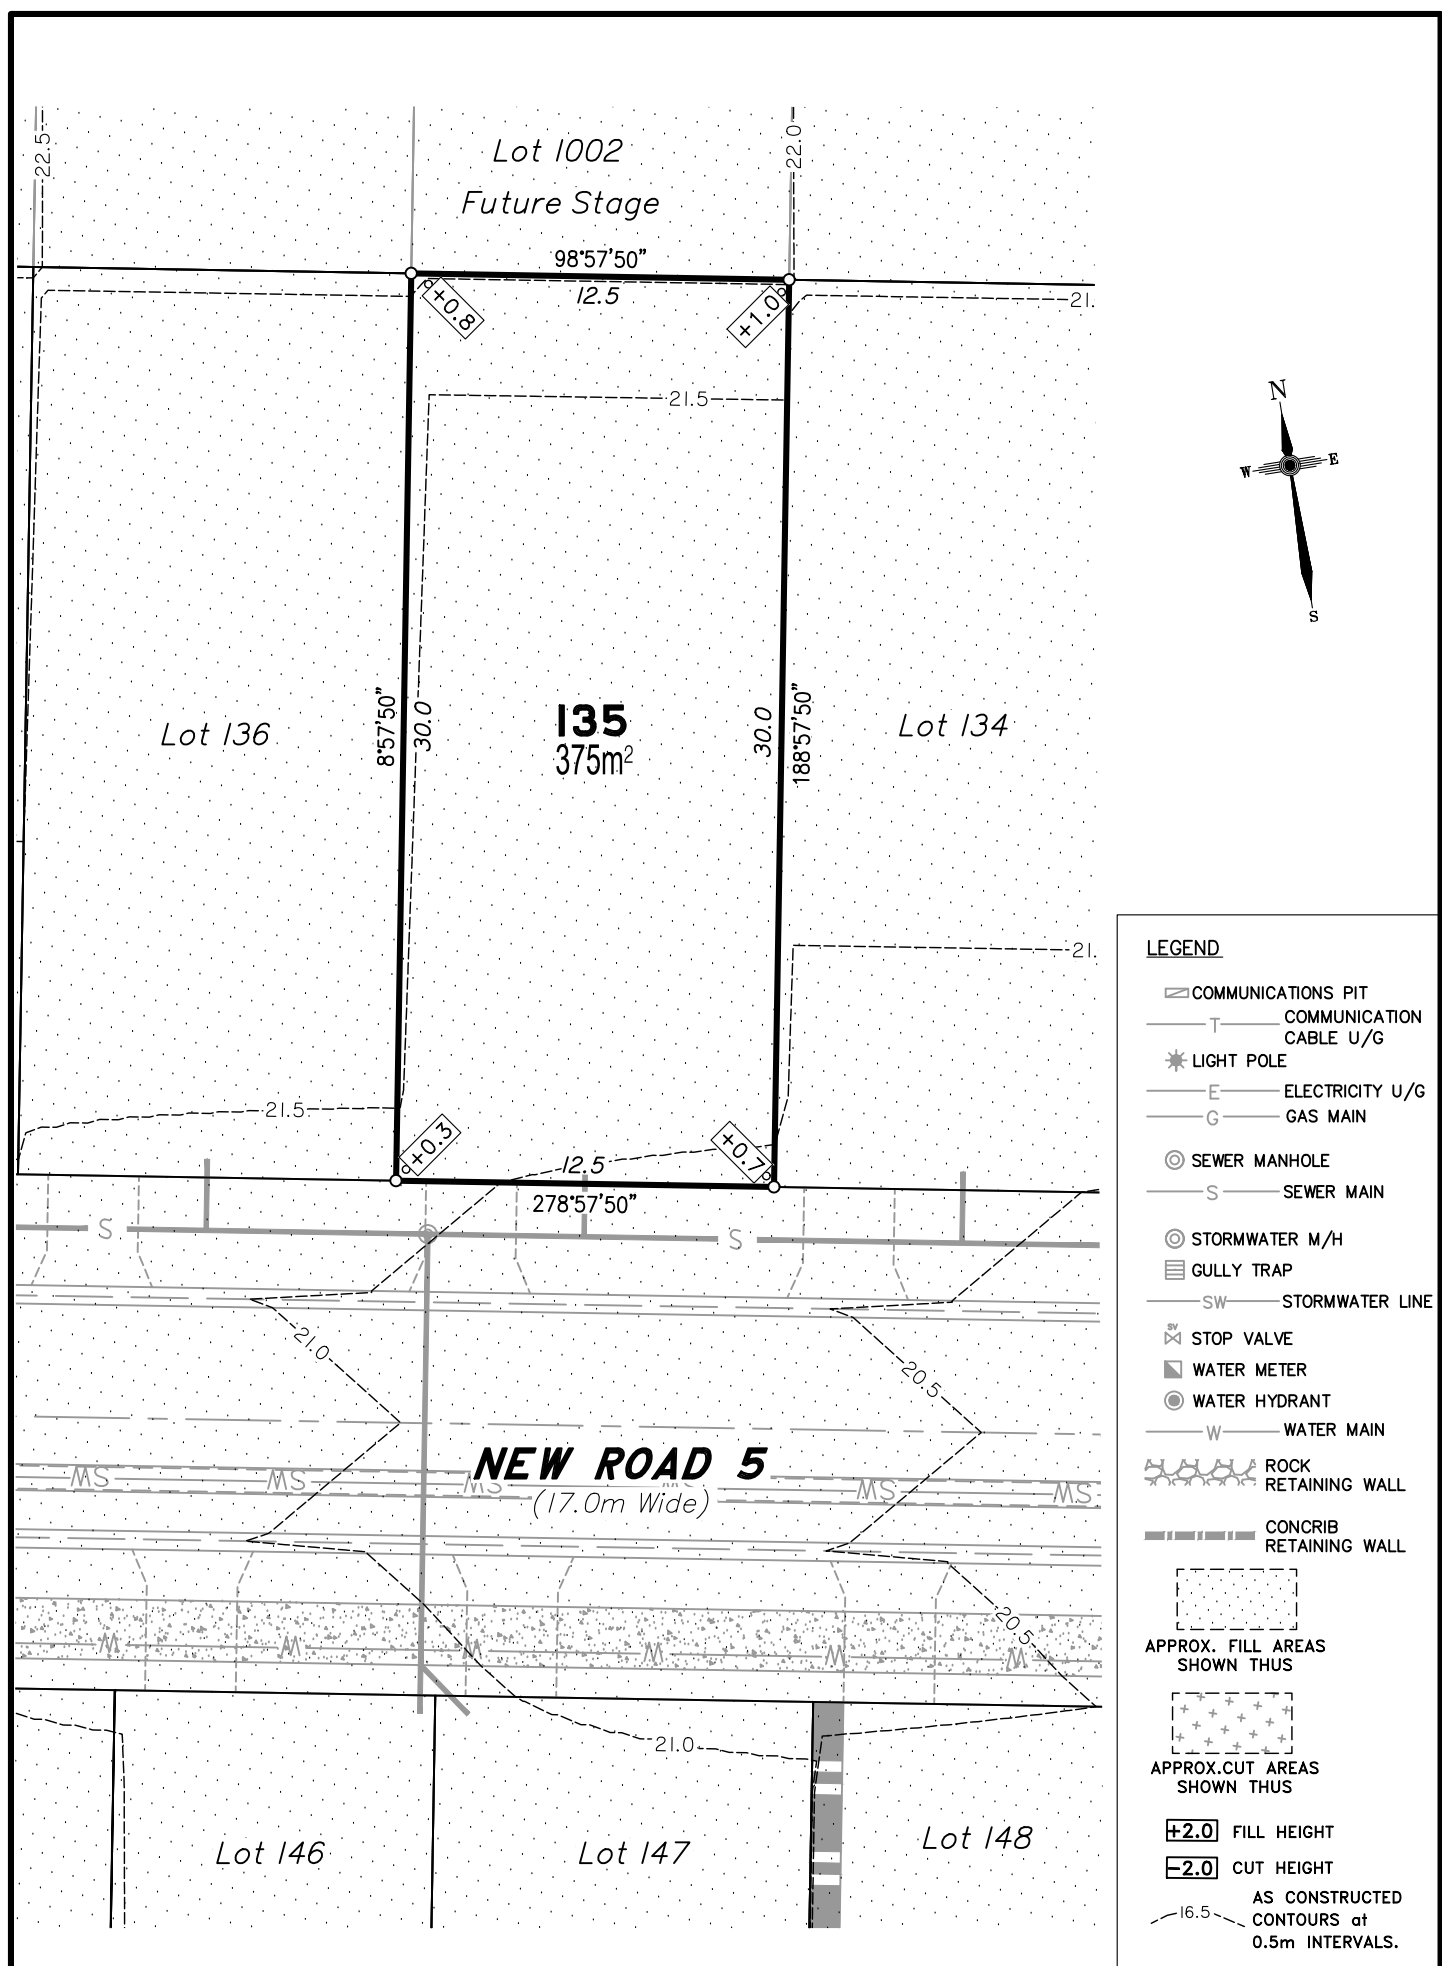 22.5
Lot 1002
Future Stage
22.0
98°57'50"
12.5
+0.8
+1.0
21.
21.5
N
W
E
S
Lot 136
8°57'50"
30.0
135
375m²
30.0
188°57'50"
Lot 134
21.
21.5
+0.3
+0.7
12.5
278°57'50"
S
S
21.0
20.5
NEW ROAD 5
(17.0m Wide)
SW
SW
SW
SW
SW
20.5
W
W
W
W
W
W
21.0
Lot 146
Lot 147
Lot 148
LEGEND
COMMUNICATIONS PIT
T
COMMUNICATION
CABLE U/G
LIGHT POLE
E
ELECTRICITY U/G
G
GAS MAIN
SEWER MANHOLE
S
SEWER MAIN
STORMWATER M/H
GULLY TRAP
SW
STORMWATER LINE
SV
STOP VALVE
WATER METER
WATER HYDRANT
W
WATER MAIN
ROCK
RETAINING WALL
CONCRIB
RETAINING WALL
APPROX. FILL AREAS
SHOWN THUS
APPROX.CUT AREAS
SHOWN THUS
+2.0 FILL HEIGHT
-2.0 CUT HEIGHT
16.5
AS CONSTRUCTED
CONTOURS at
0.5m INTERVALS.